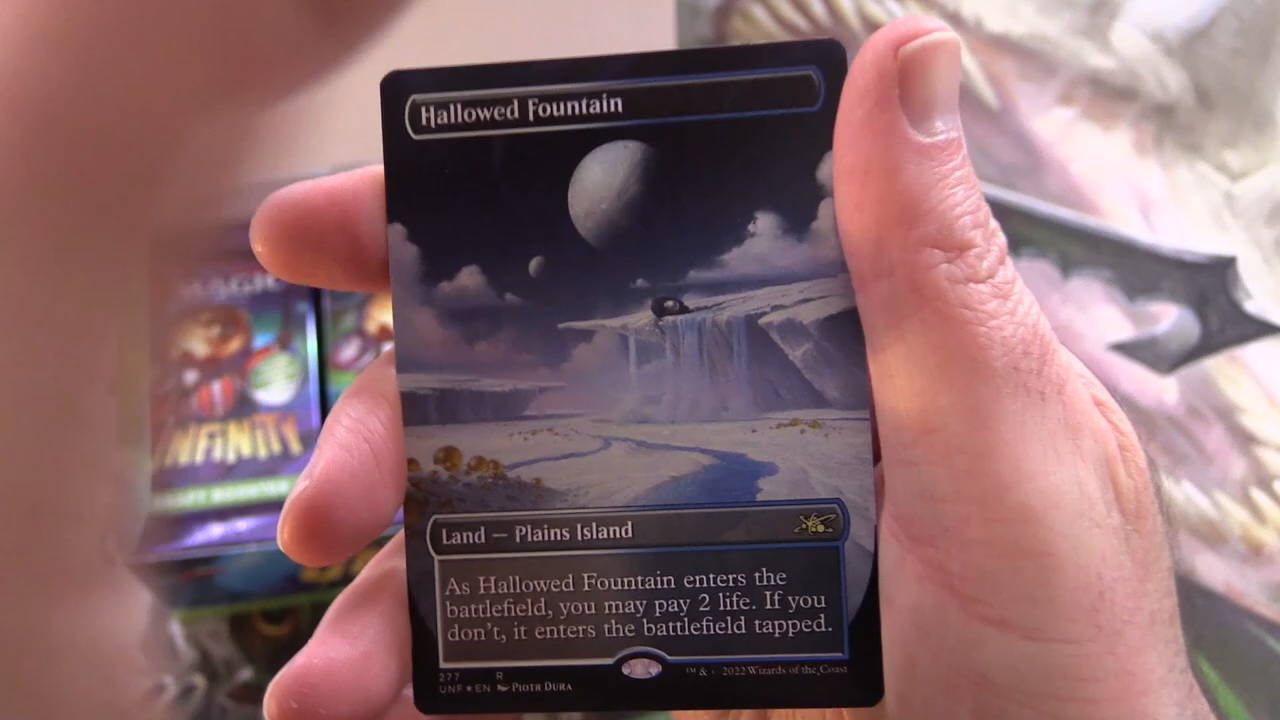 Hallowed Fountain
MAGIC
INFINITY
Land — Plains Island
As Hallowed Fountain enters the
battlefield, you may pay 2 life. If you
don't, it enters the battlefield tapped.
277 R
UNF ★ EN Piotr Dura
™ & 2022 Wizards of the Coast